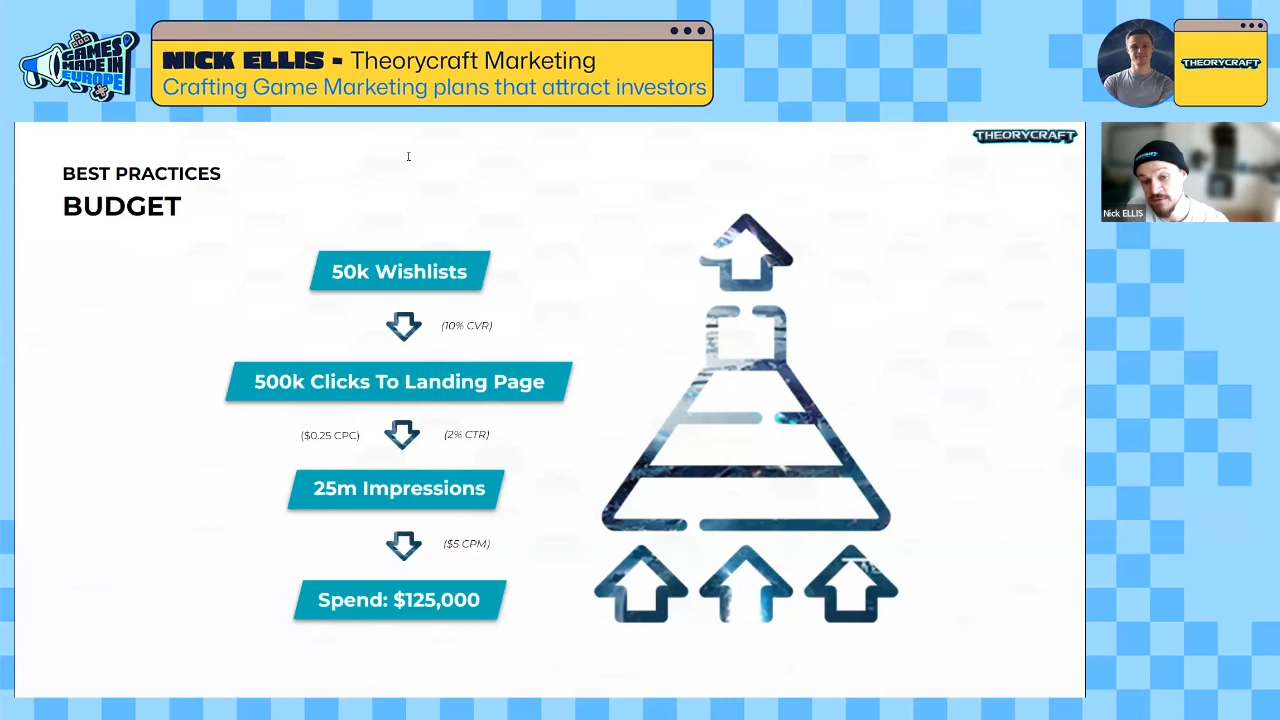 GAMES
MADE IN
EUROPE
NICK ELLIS - Theorycraft Marketing
Crafting Game Marketing plans that attract investors
THEORYCRAFT
THEORYCRAFT
BEST PRACTICES
BUDGET
50k Wishlists
(10% CVR)
500k Clicks To Landing Page
($0.25 CPC)
(2% CTR)
25m Impressions
($5 CPM)
Spend: $125,000
Nick ELLIS